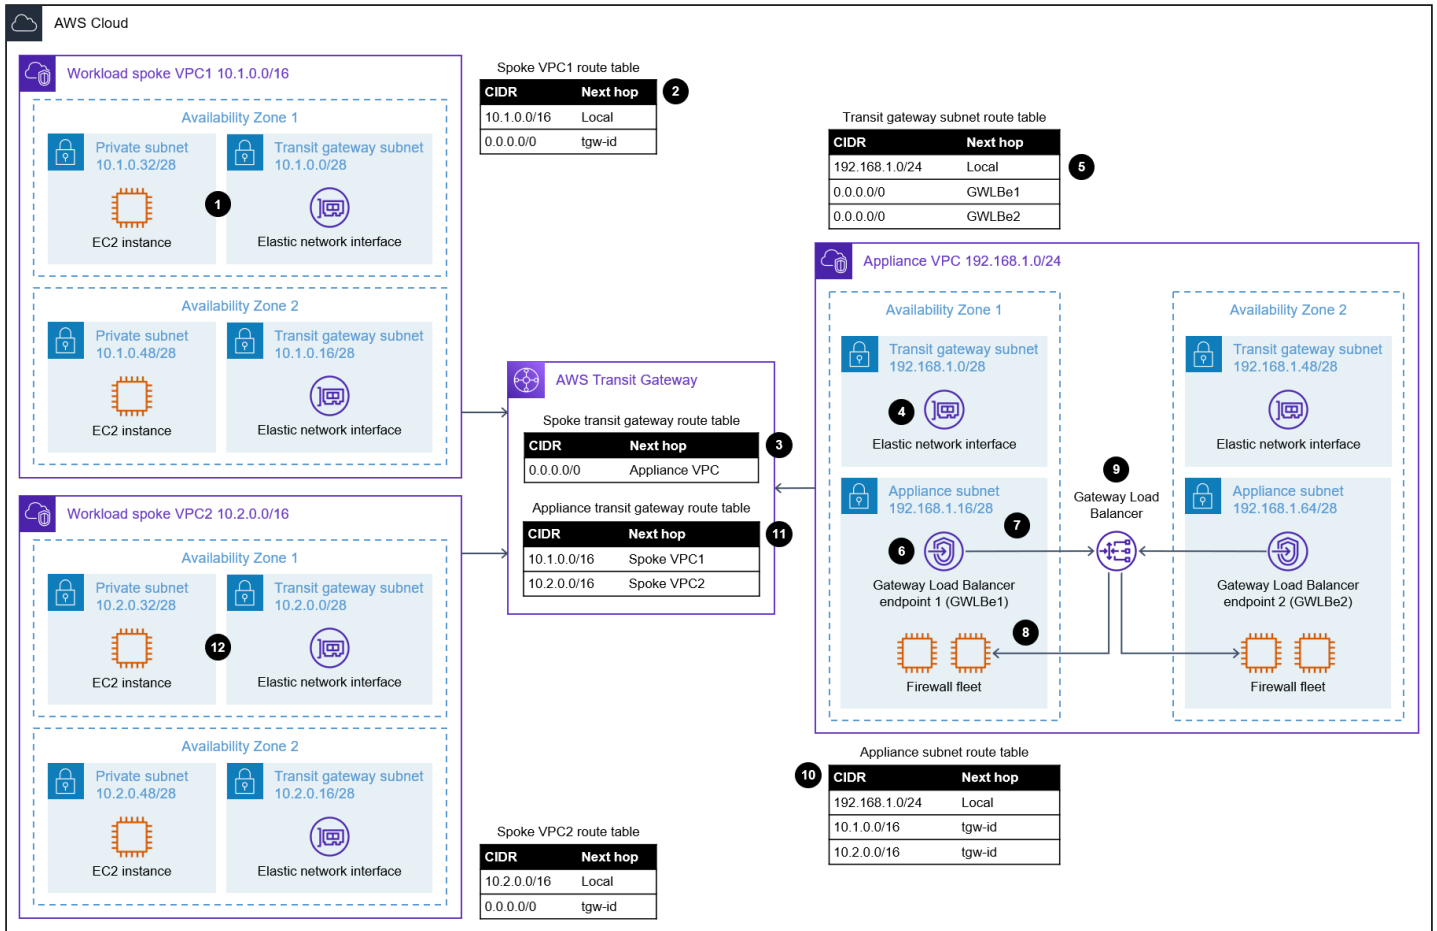 AWS Cloud
Workload spoke VPC1 10.1.0.0/16
Availability Zone 1
Private subnet
10.1.0.32/28
Transit gateway subnet
10.1.0.0/28
1
EC2 instance
Elastic network interface
Availability Zone 2
Private subnet
10.1.0.48/28
Transit gateway subnet
10.1.0.16/28
EC2 instance
Elastic network interface
Spoke VPC1 route table
CIDR Next hop
2
10.1.0.0/16 Local
0.0.0.0/0 tgw-id
Workload spoke VPC2 10.2.0.0/16
Availability Zone 1
Private subnet
10.2.0.32/28
Transit gateway subnet
10.2.0.0/28
12
EC2 instance
Elastic network interface
Availability Zone 2
Private subnet
10.2.0.48/28
Transit gateway subnet
10.2.0.16/28
EC2 instance
Elastic network interface
Spoke VPC2 route table
CIDR Next hop
10.2.0.0/16 Local
0.0.0.0/0 tgw-id
AWS Transit Gateway
Spoke transit gateway route table
CIDR Next hop
3
0.0.0.0/0 Appliance VPC
Appliance transit gateway route table
CIDR Next hop
11
10.1.0.0/16 Spoke VPC1
10.2.0.0/16 Spoke VPC2
Transit gateway subnet route table
CIDR Next hop
192.168.1.0/24 Local
5
0.0.0.0/0 GWLBe1
0.0.0.0/0 GWLBe2
Appliance VPC 192.168.1.0/24
Availability Zone 1
Transit gateway subnet
192.168.1.0/28
4
Elastic network interface
Appliance subnet
192.168.1.16/28
7
6
Gateway Load Balancer
endpoint 1 (GWLBe1)
8
Firewall fleet
9
Gateway Load
Balancer
Availability Zone 2
Transit gateway subnet
192.168.1.48/28
Elastic network interface
Appliance subnet
192.168.1.64/28
Gateway Load Balancer
endpoint 2 (GWLBe2)
Firewall fleet
Appliance subnet route table
10
CIDR Next hop
192.168.1.0/24 Local
10.1.0.0/16 tgw-id
10.2.0.0/16 tgw-id